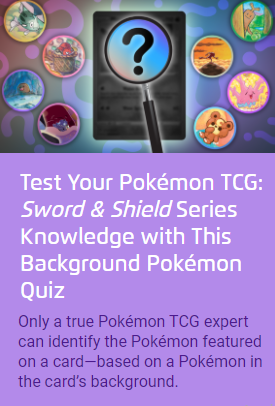 ?
Test Your Pokémon TCG:
Sword & Shield Series
Knowledge with This
Background Pokémon
Quiz
Only a true Pokémon TCG expert
can identify the Pokémon featured
on a card—based on a Pokémon in
the card's background.